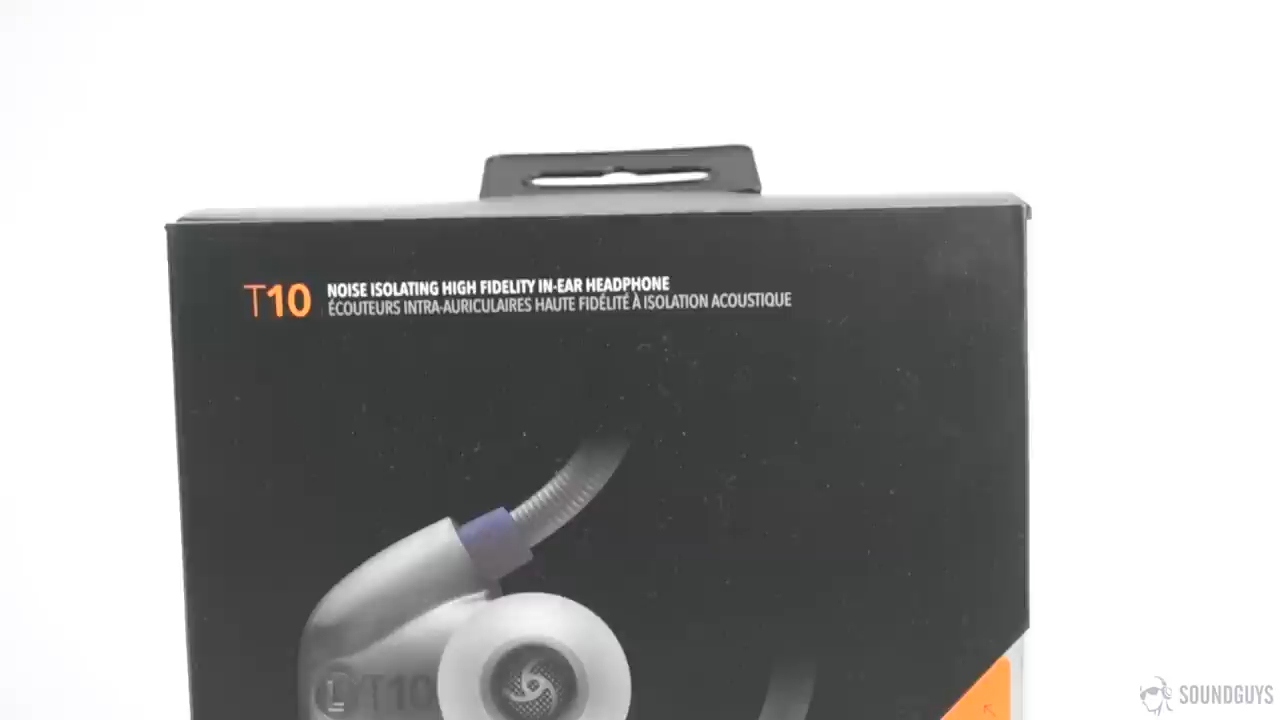 T10
NOISE ISOLATING HIGH FIDELITY IN-EAR HEADPHONE
ÉCOUTEURS INTRA-AURICULAIRES HAUTE FIDÉLITÉ À ISOLATION ACOUSTIQUE
L T10
SOUNDGUYS